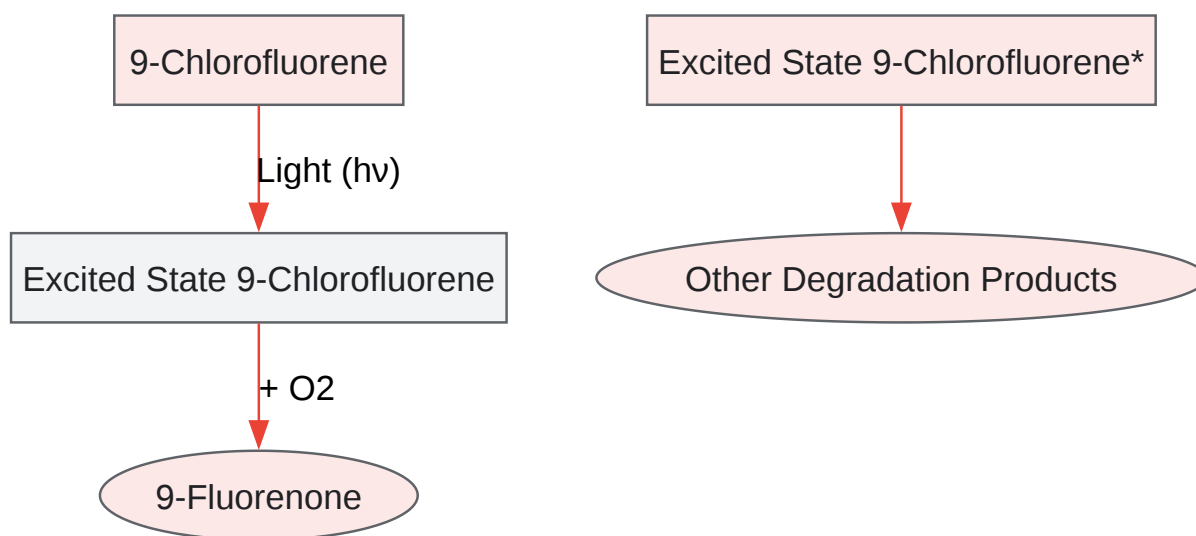 9-Chlorofluorene
Light (hν)
Excited State 9-Chlorofluorene
+ O2
9-Fluorenone
Excited State 9-Chlorofluorene*
Other Degradation Products